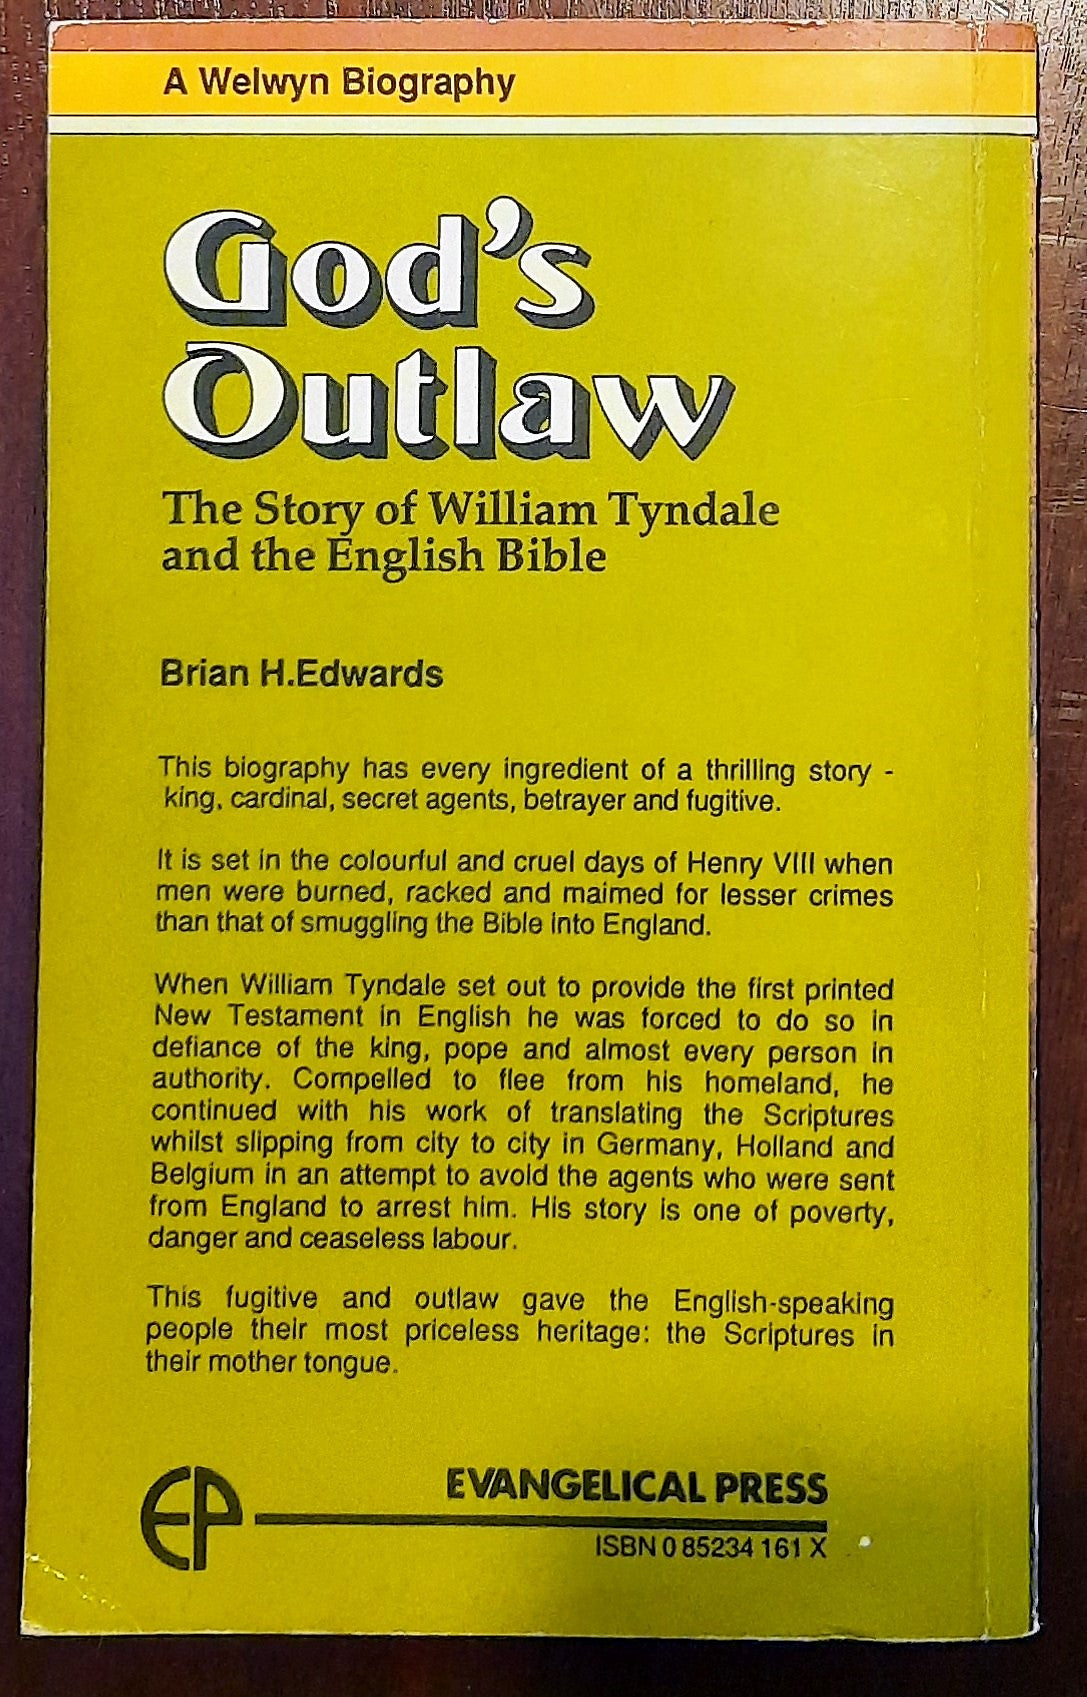 A Welwyn Biography
God's
Outlaw
The Story of William Tyndale
and the English Bible
Brian H.Edwards
This biography has every ingredient of a thrilling story -
king, cardinal, secret agents, betrayer and fugitive.
It is set in the colourful and cruel days of Henry VIII when
men were burned, racked and maimed for lesser crimes
than that of smuggling the Bible into England.
When William Tyndale set out to provide the first printed
New Testament in English he was forced to do so in
defiance of the king, pope and almost every person in
authority. Compelled to flee from his homeland, he
continued with his work of translating the Scriptures
whilst slipping from city to city in Germany, Holland and
Belgium in an attempt to avoid the agents who were sent
from England to arrest him. His story is one of poverty,
danger and ceaseless labour.
This fugitive and outlaw gave the English-speaking
people their most priceless heritage: the Scriptures in
their mother tongue.
EP
EVANGELICAL PRESS
ISBN 0 85234 161 X